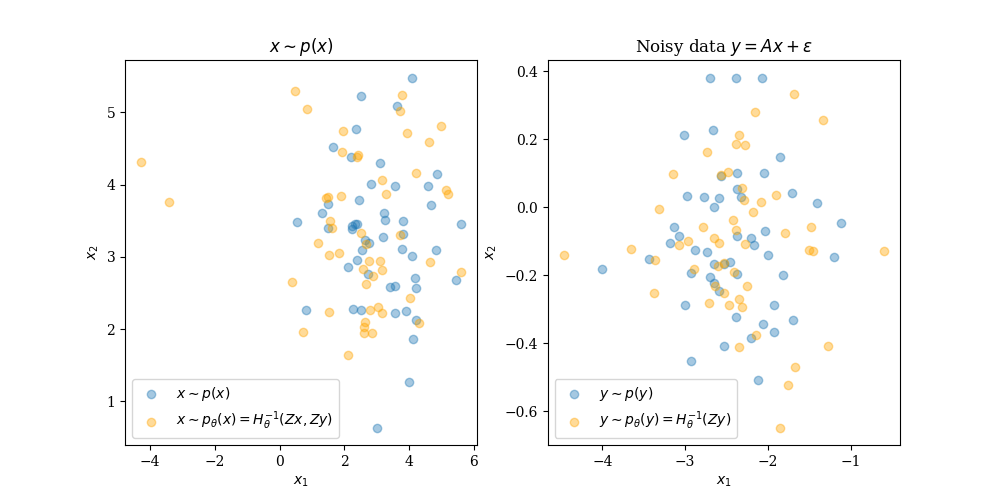 x ∼ p(x)
5
4
3
2
1
x₂
−4
−2
0
2
4
6
x₁
x ∼ p(x)
x ∼ p_θ(x) = H_θ^{-1}(Zx, Zy)
Noisy data y = Ax + ε
0.4
0.2
0.0
−0.2
−0.4
−0.6
x₂
−4
−3
−2
−1
x₁
y ∼ p(y)
y ∼ p_θ(y) = H_θ^{-1}(Zy)